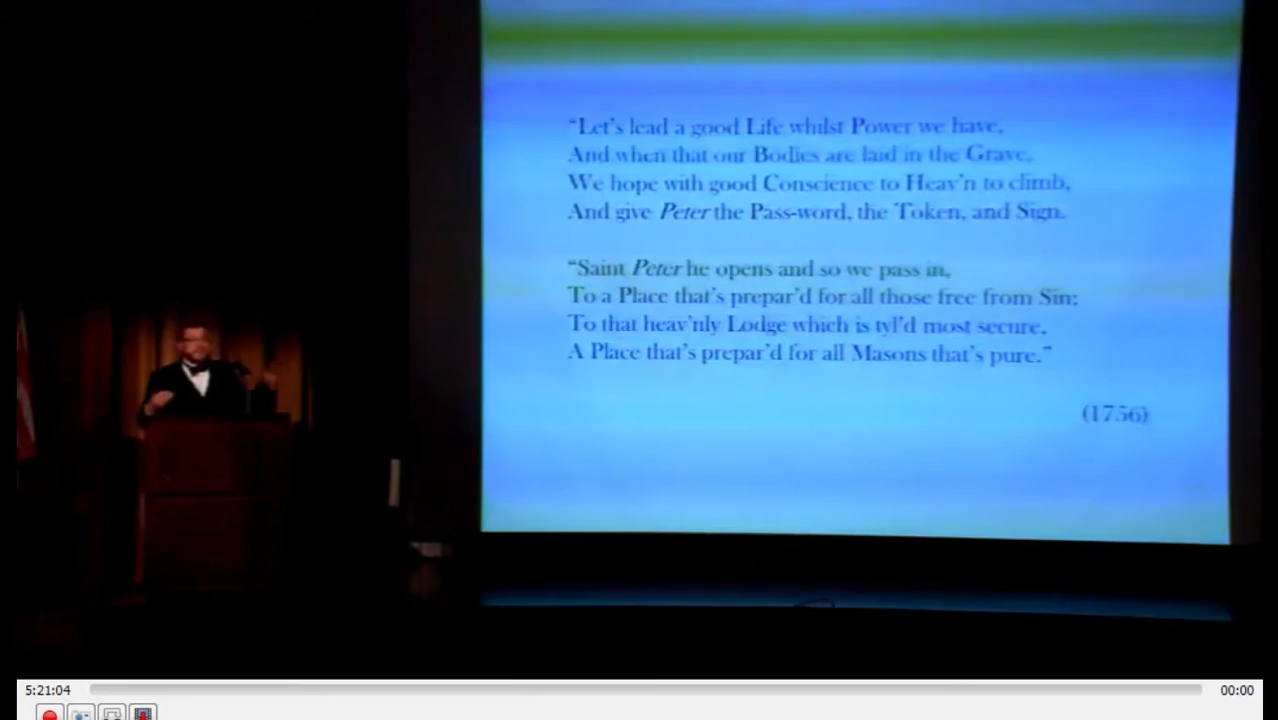 “Let’s lead a good Life whilst Power we have,
And when that our Bodies are laid in the Grave,
We hope with good Conscience to Heav’n to climb,
And give Peter the Pass-word, the Token, and Sign.
“Saint Peter he opens and so we pass in,
To a Place that’s prepar’d for all those free from Sin;
To that heav’nly Lodge which is tyl’d most secure,
A Place that’s prepar’d for all Masons that’s pure.”
(1756)
5:21:04
00:00